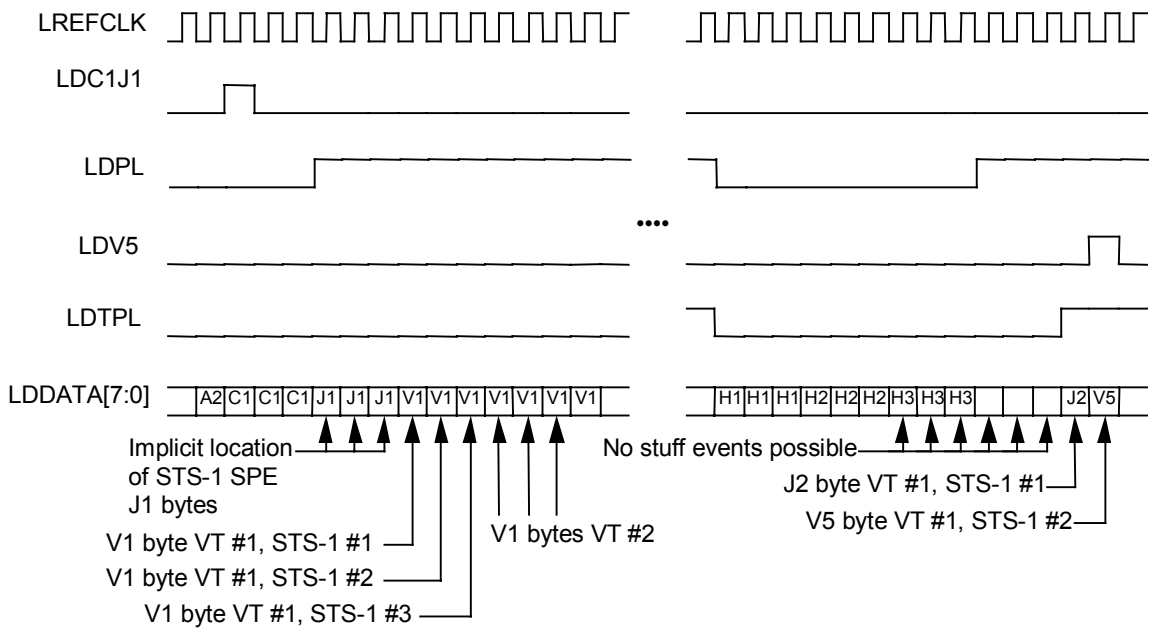 LREFCLK
LDC1J1
LDPL
....
LDV5
LDTPL
LDDATA[7:0] A2 C1 C1 C1 J1 J1 J1 V1 V1 V1 V1 V1 V1 V1 H1 H1 H1 H2 H2 H2 H3 H3 H3 J2 V5
Implicit location
of STS-1 SPE
J1 bytes
No stuff events possible
J2 byte VT #1, STS-1 #1
V5 byte VT #1, STS-1 #2
V1 bytes VT #2
V1 byte VT #1, STS-1 #1
V1 byte VT #1, STS-1 #2
V1 byte VT #1, STS-1 #3